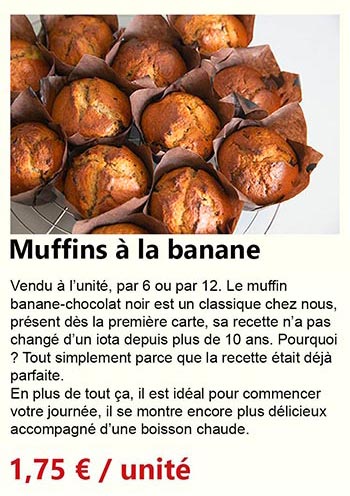 Muffins à la banane
Vendu à l'unité, par 6 ou par 12. Le muffin
banane-chocolat noir est un classique chez nous,
présent dès la première carte, sa recette n'a pas
changé d'un iota depuis plus de 10 ans. Pourquoi
? Tout simplement parce que la recette était déjà
parfaite.
En plus de tout ça, il est idéal pour commencer
votre journée, il se montre encore plus délicieux
accompagné d'une boisson chaude.
1,75 € / unité